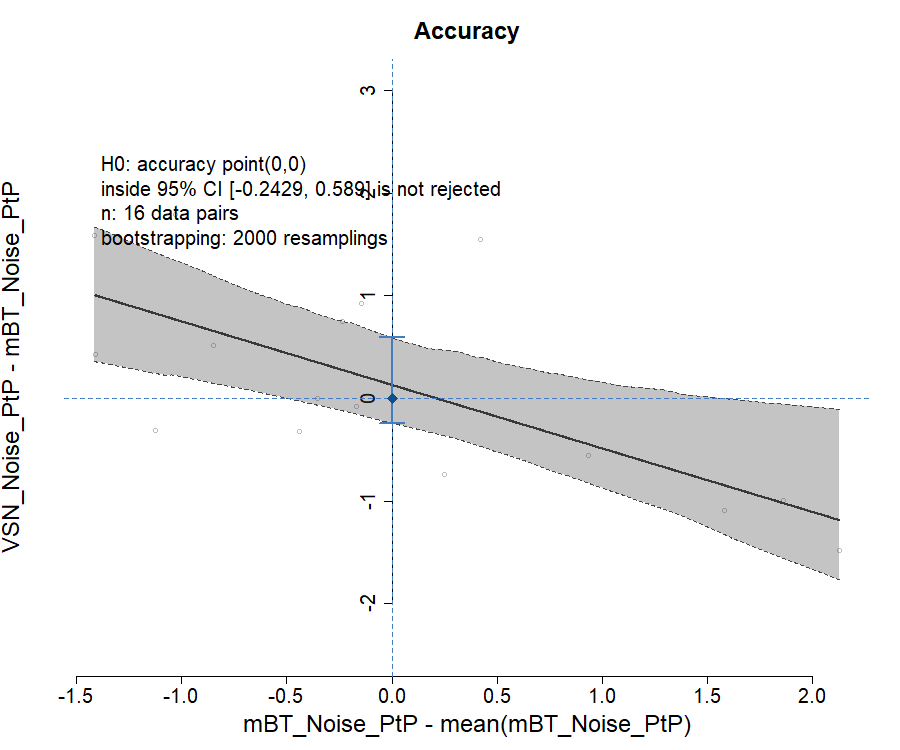 Accuracy
3
2
1
0
-1
-2
H0: accuracy point(0,0)
inside 95% CI [-0.2429, 0.589] is not rejected
n: 16 data pairs
bootstrapping: 2000 resamplings
VSN_Noise_PtP - mBT_Noise_PtP
-1.5 -1.0 -0.5 0.0 0.5 1.0 1.5 2.0
mBT_Noise_PtP - mean(mBT_Noise_PtP)